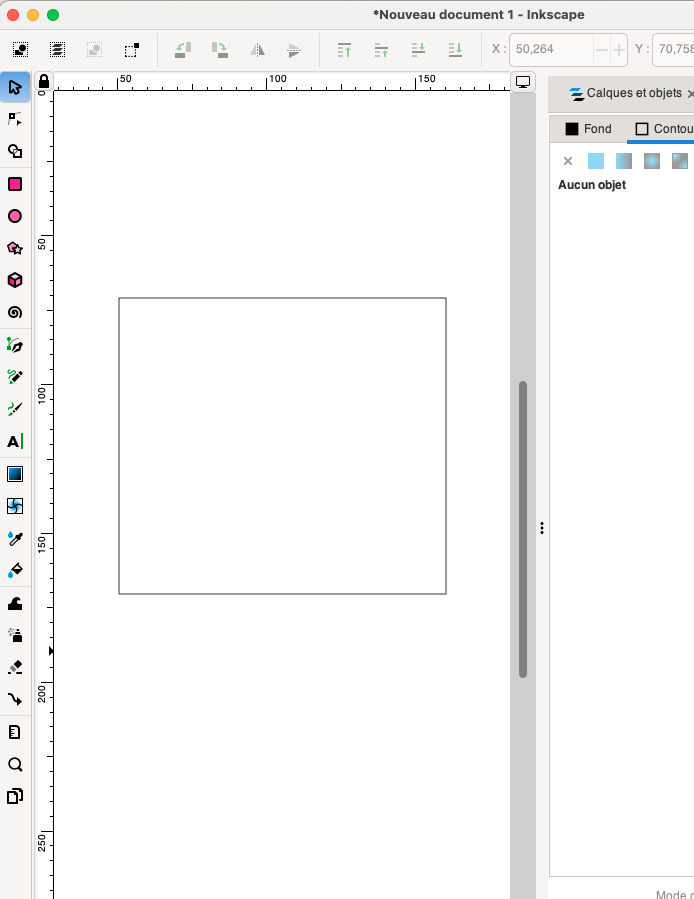 *Nouveau document 1 - Inkscape
X : 50,264 Y : 70,758
50 100 150
Calques et objets
Fond Contou
Aucun objet
0
50
100
150
200
250
A
Mode d